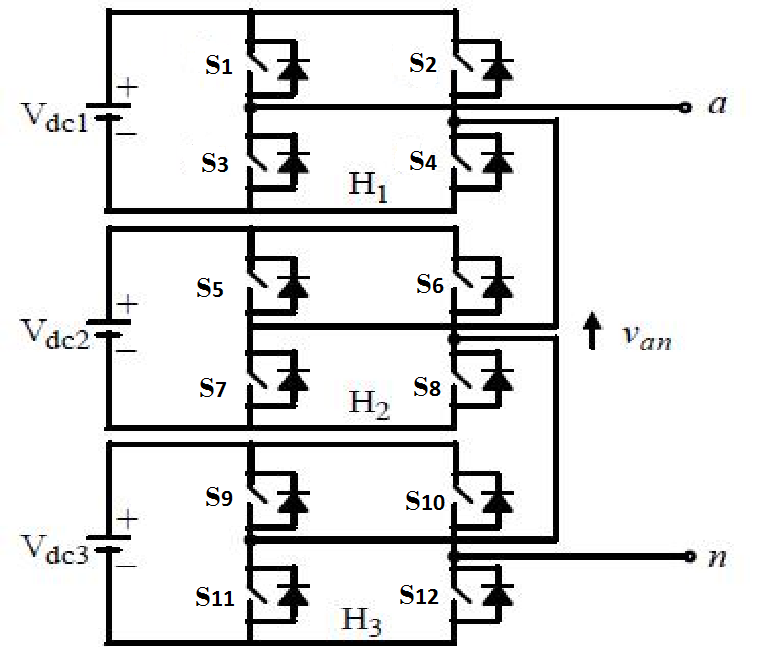 S1 S2
+
a
Vdc1
−
S3 S4
H1
S5 S6
+
Vdc2
van
−
S7 S8
H2
S9 S10
+
Vdc3
n
−
S11 S12
H3